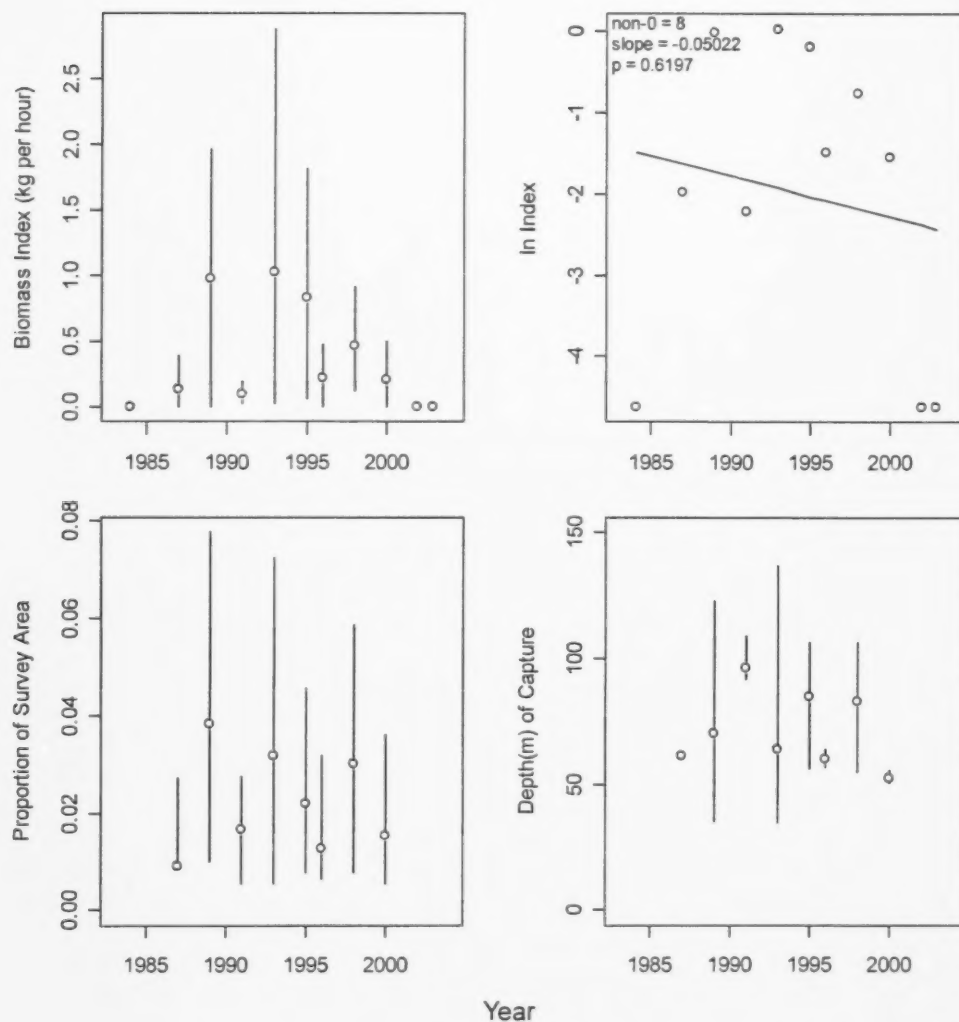 Biomass Index (kg per hour)
0.0 0.5 1.0 1.5 2.0 2.5
1985 1990 1995 2000
non-0 = 8
slope = -0.05022
p = 0.6197
ln Index
-4 -3 -2 -1 0
1985 1990 1995 2000
Proportion of Survey Area
0.00 0.02 0.04 0.06 0.08
1985 1990 1995 2000
Depth(m) of Capture
0 50 100 150
1985 1990 1995 2000
Year